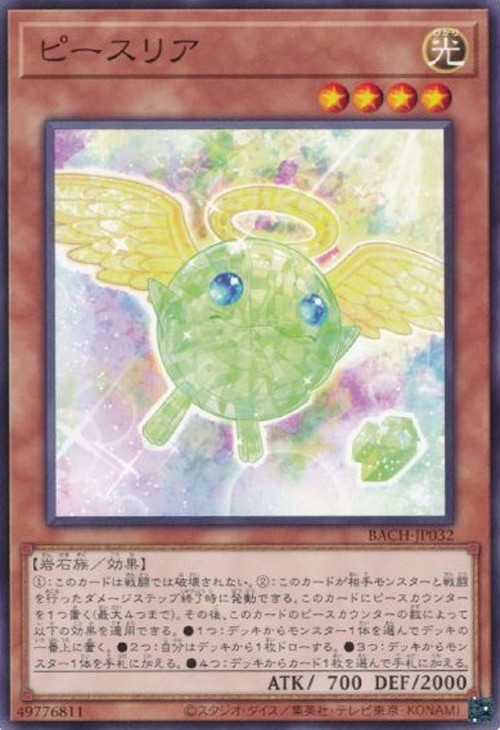 ピースリア
光
BACH-JP032
【岩石族／効果】
①：このカードは戦闘では破壊されない。②：このカードが相手モンスターと戦闘
を行ったダメージステップ終了時に発動できる。このカードにピースカウンター
を1つ置く(最大4つまで)。その後、このカードのピースカウンターの数によって
以下の効果を適用できる。●1つ：デッキからモンスター1体を選んでデッキの
一番上に置く。●2つ：自分はデッキから1枚ドローする。●3つ：デッキからモン
スター1体を手札に加える。●4つ：デッキからカード1枚を選んで手札に加える。
ATK/ 700 DEF/2000
49776811
©スタジオ・ダイス／集英社・テレビ東京・KONAMI